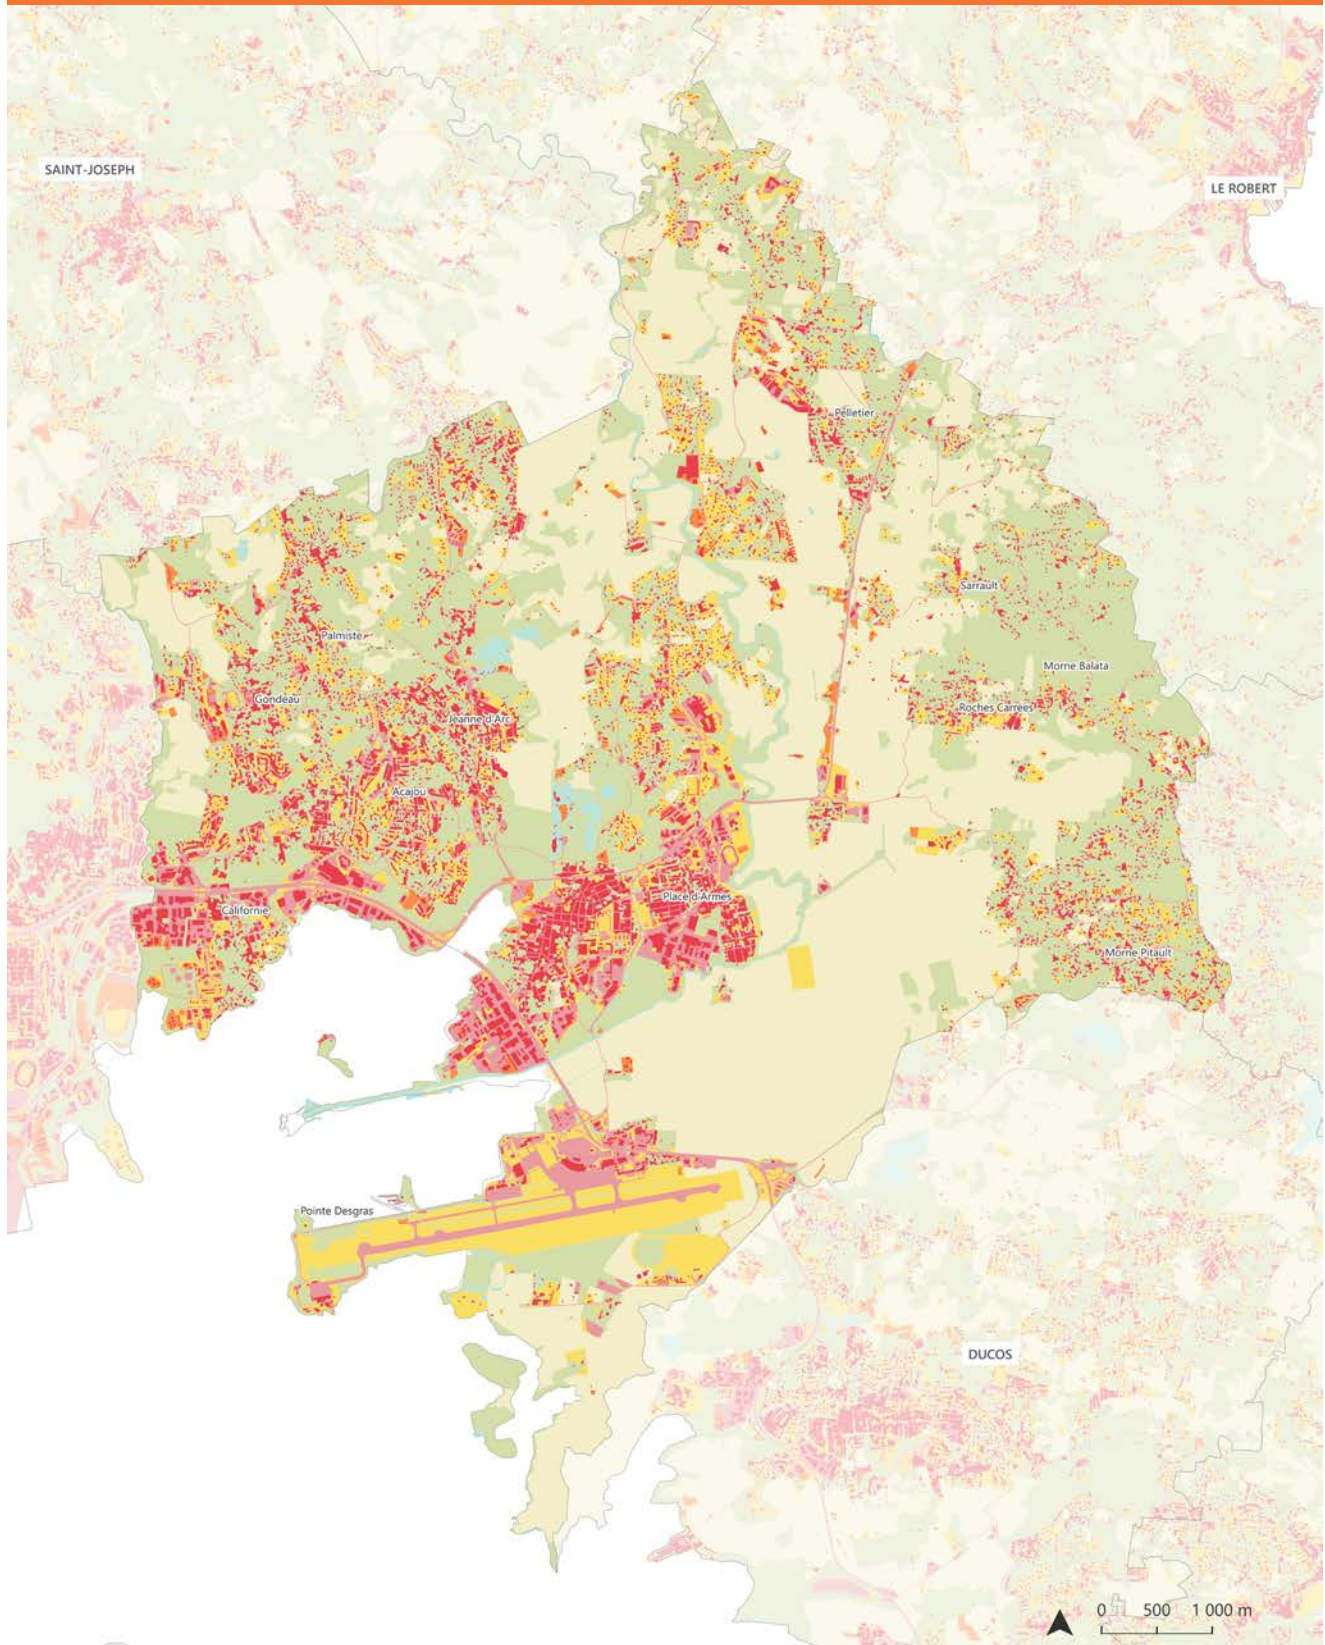 SAINT-JOSEPH
LE ROBERT
Pelletier
Sarrault
Palmiste
Morne Balata
Gondeau
Roches Carrées
Jeanne d'Arc
Acajou
Place d'Armes
Californie
Morne Pitault
Pointe Desgras
DUCOS
0 500 1 000 m